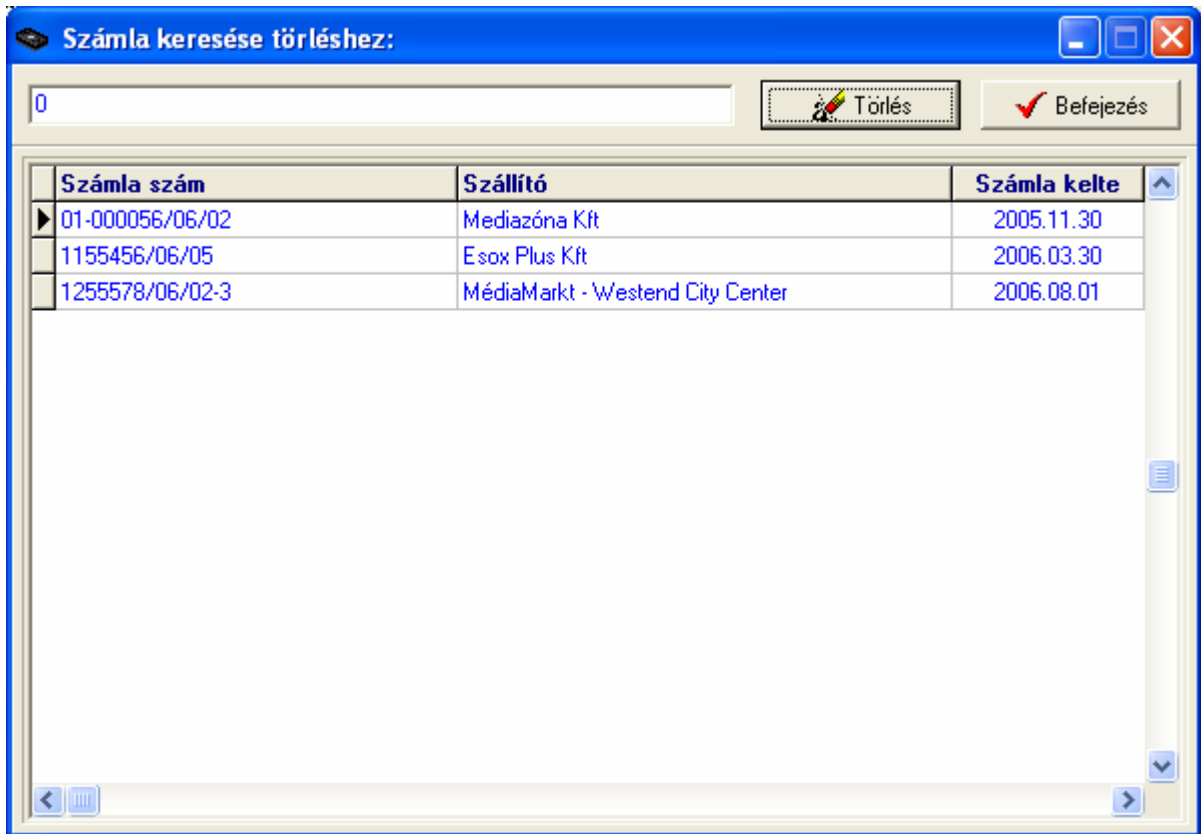 Számla keresése törléshez:
0 Törlés Befejezés
Számla szám Szállító Számla kelte
01-000056/06/02 Mediazóna Kft 2005.11.30
1155456/06/05 Esox Plus Kft 2006.03.30
1255578/06/02-3 MédiaMarkt - Westend City Center 2006.08.01